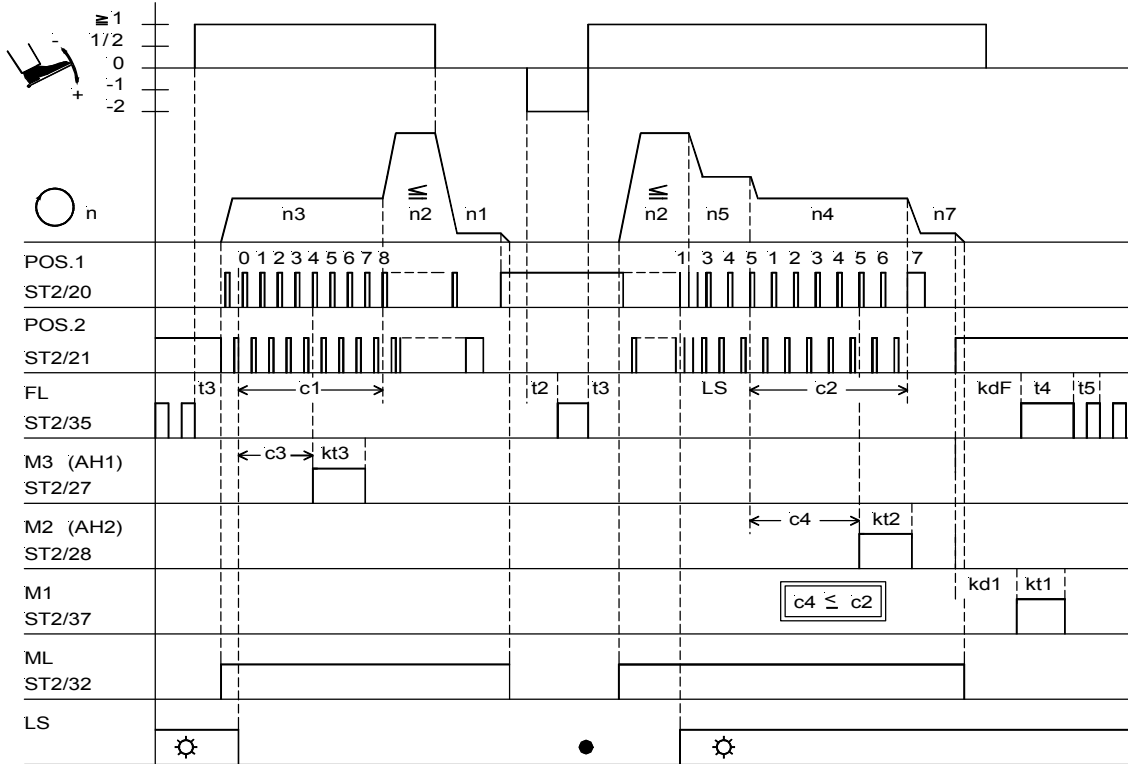 ≧ 1
1/2
0
-1
-2
- +
n
n3 ≦ n2 n1 ≦ n2 n5 n4 n7
POS.1
0 1 2 3 4 5 6 7 8 1 3 4 5 1 2 3 4 5 6 7
ST2/20
POS.2
ST2/21
FL
t3 c1 t2 t3 LS c2 kdF t4 t5
ST2/35
M3 (AH1)
c3 kt3
ST2/27
M2 (AH2)
c4 kt2
ST2/28
M1
kd1 kt1
c4 ≤ c2
ST2/37
ML
ST2/32
LS